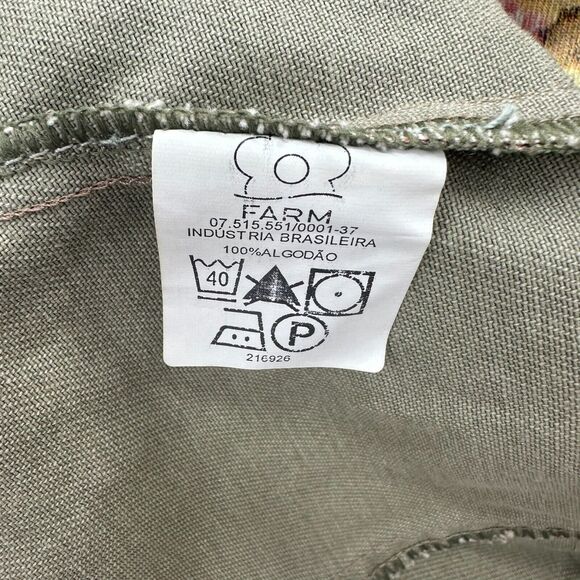 FARM
07.515.551/0001-37
INDÚSTRIA BRASILEIRA
100%ALGODÃO
40
P
216926